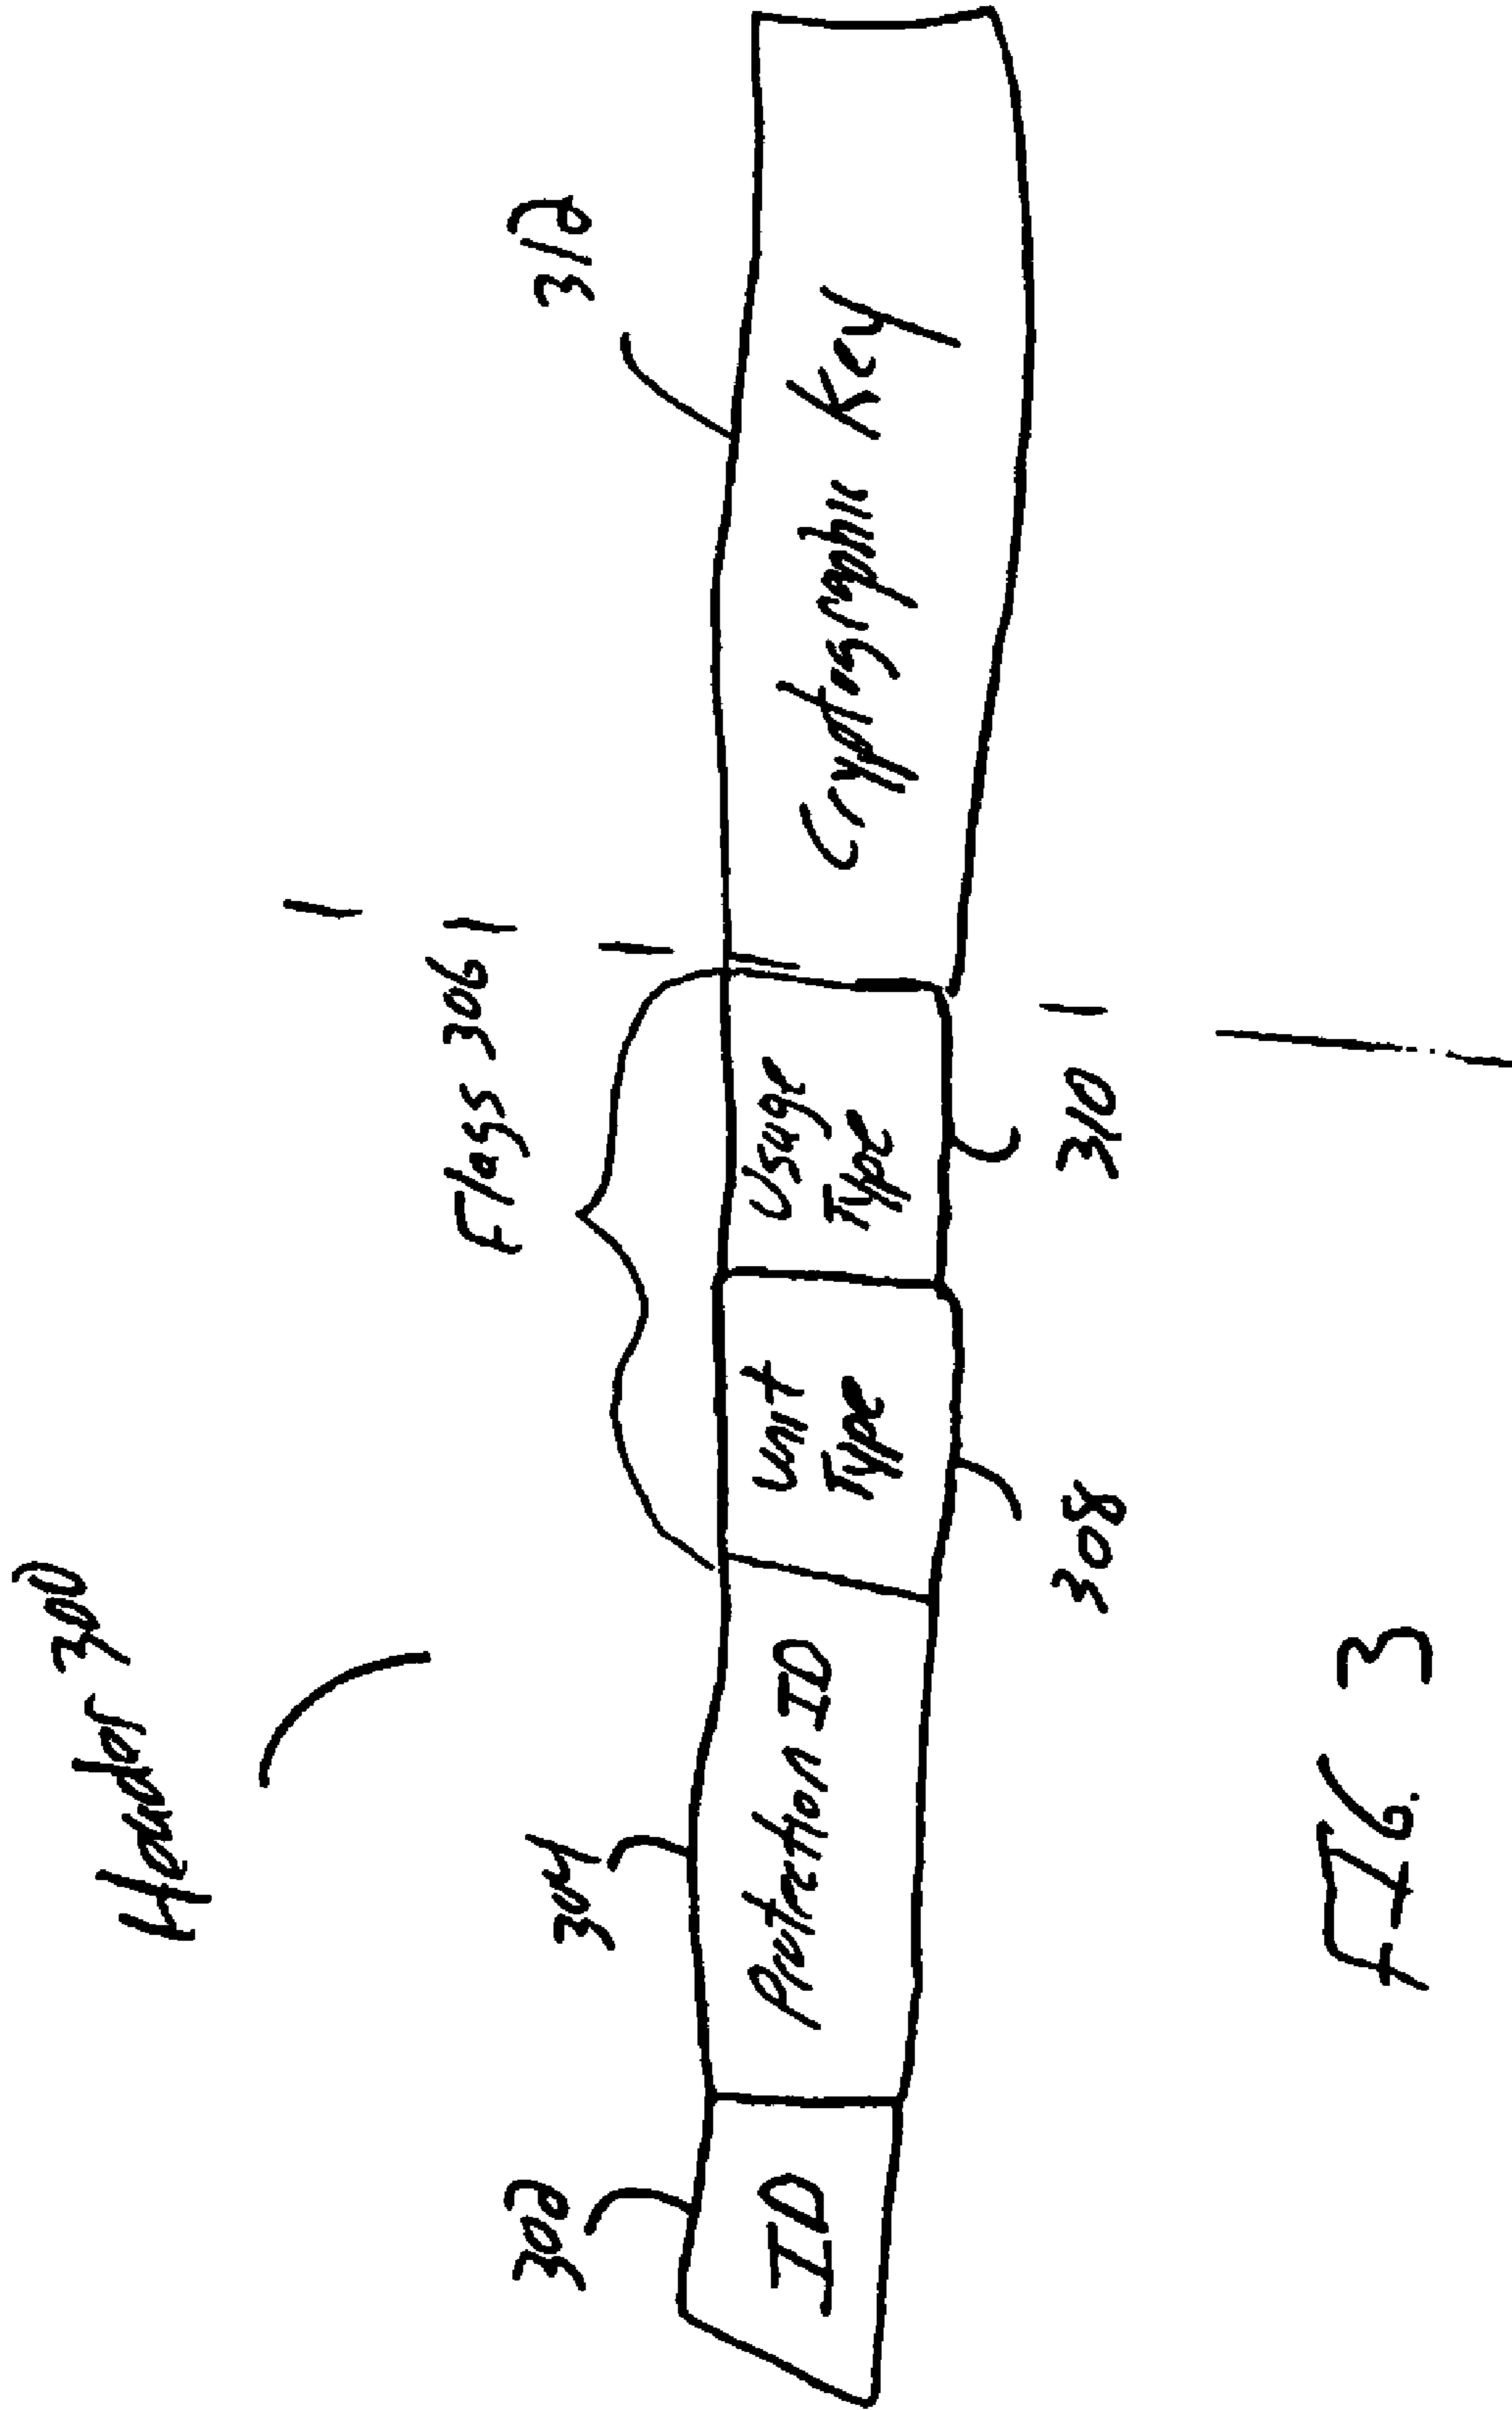 Header 300
Flags 306
302
304
312
ID
Protection ID
Unit Type
Usage Type
Cryptographic Key
308
310
FIG. 3